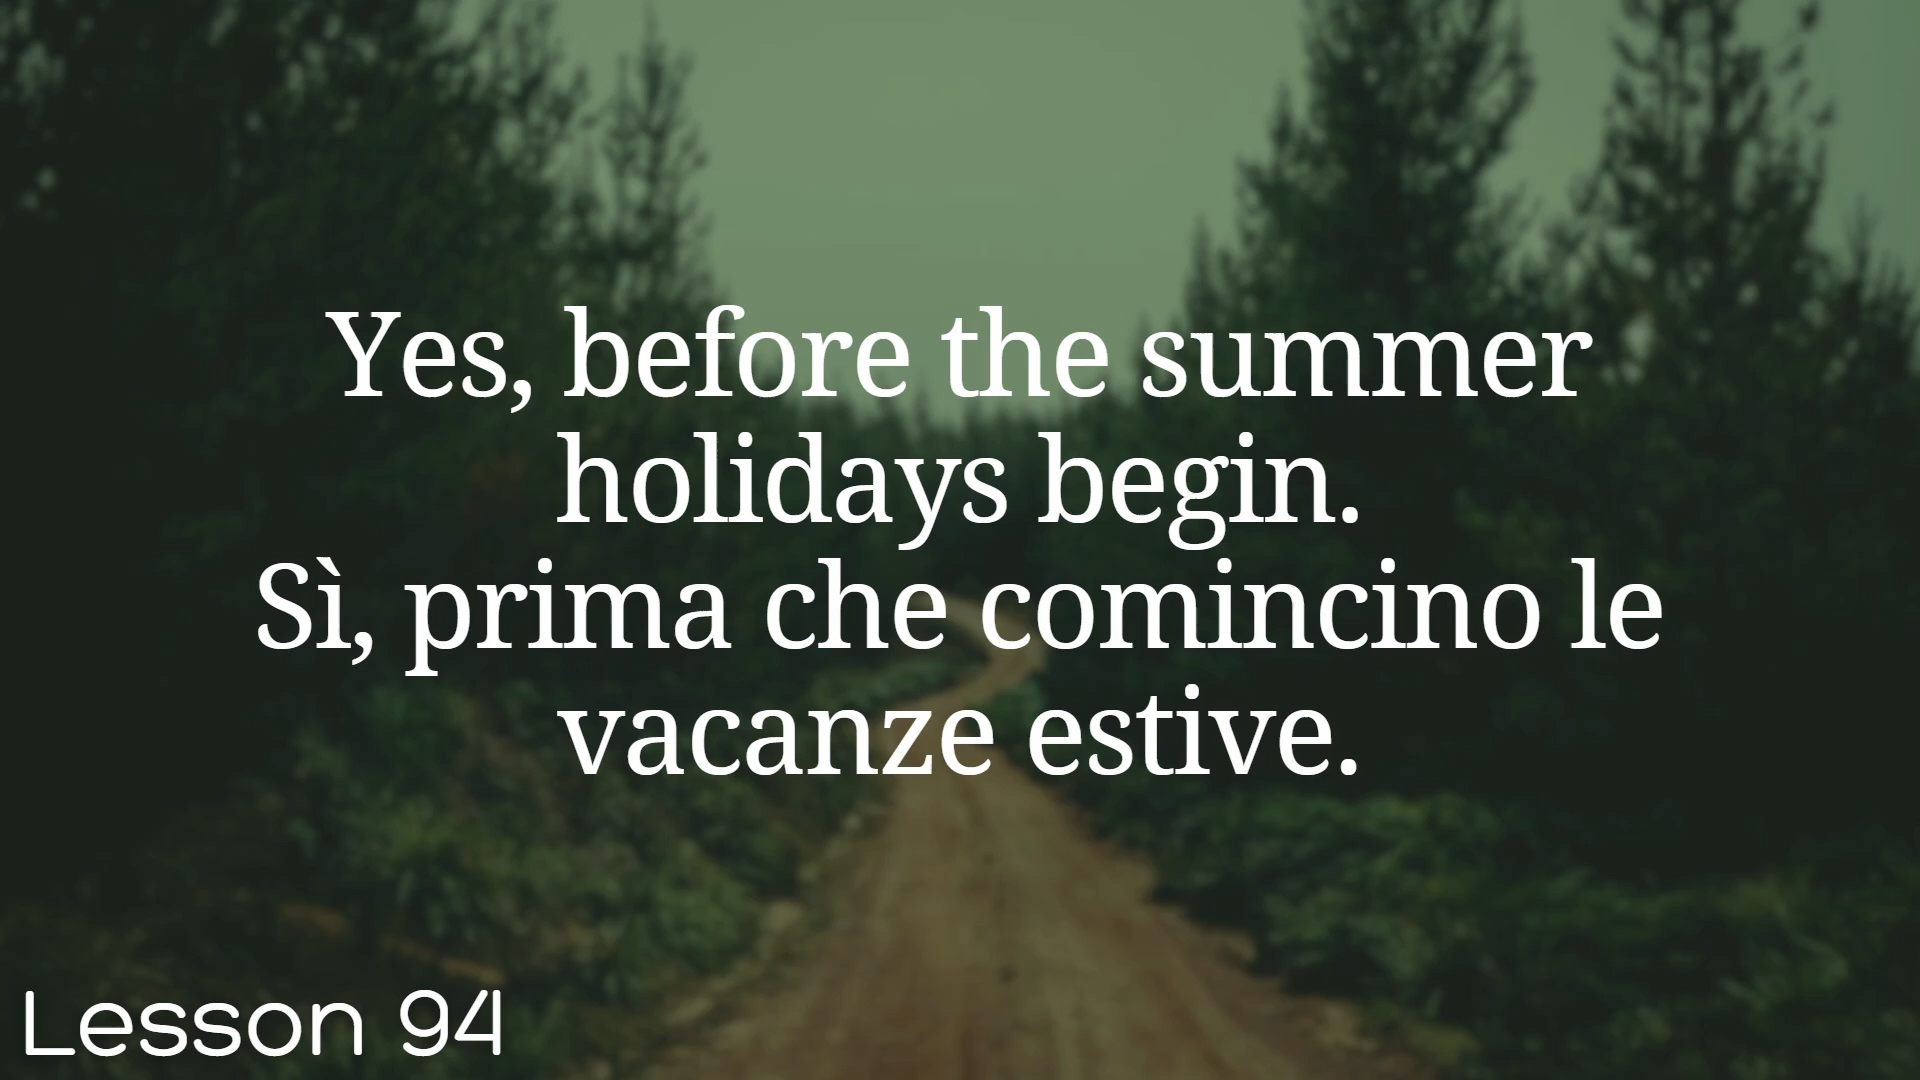 Yes, before the summer
holidays begin.
Sì, prima che comincino le
vacanze estive.
Lesson 94